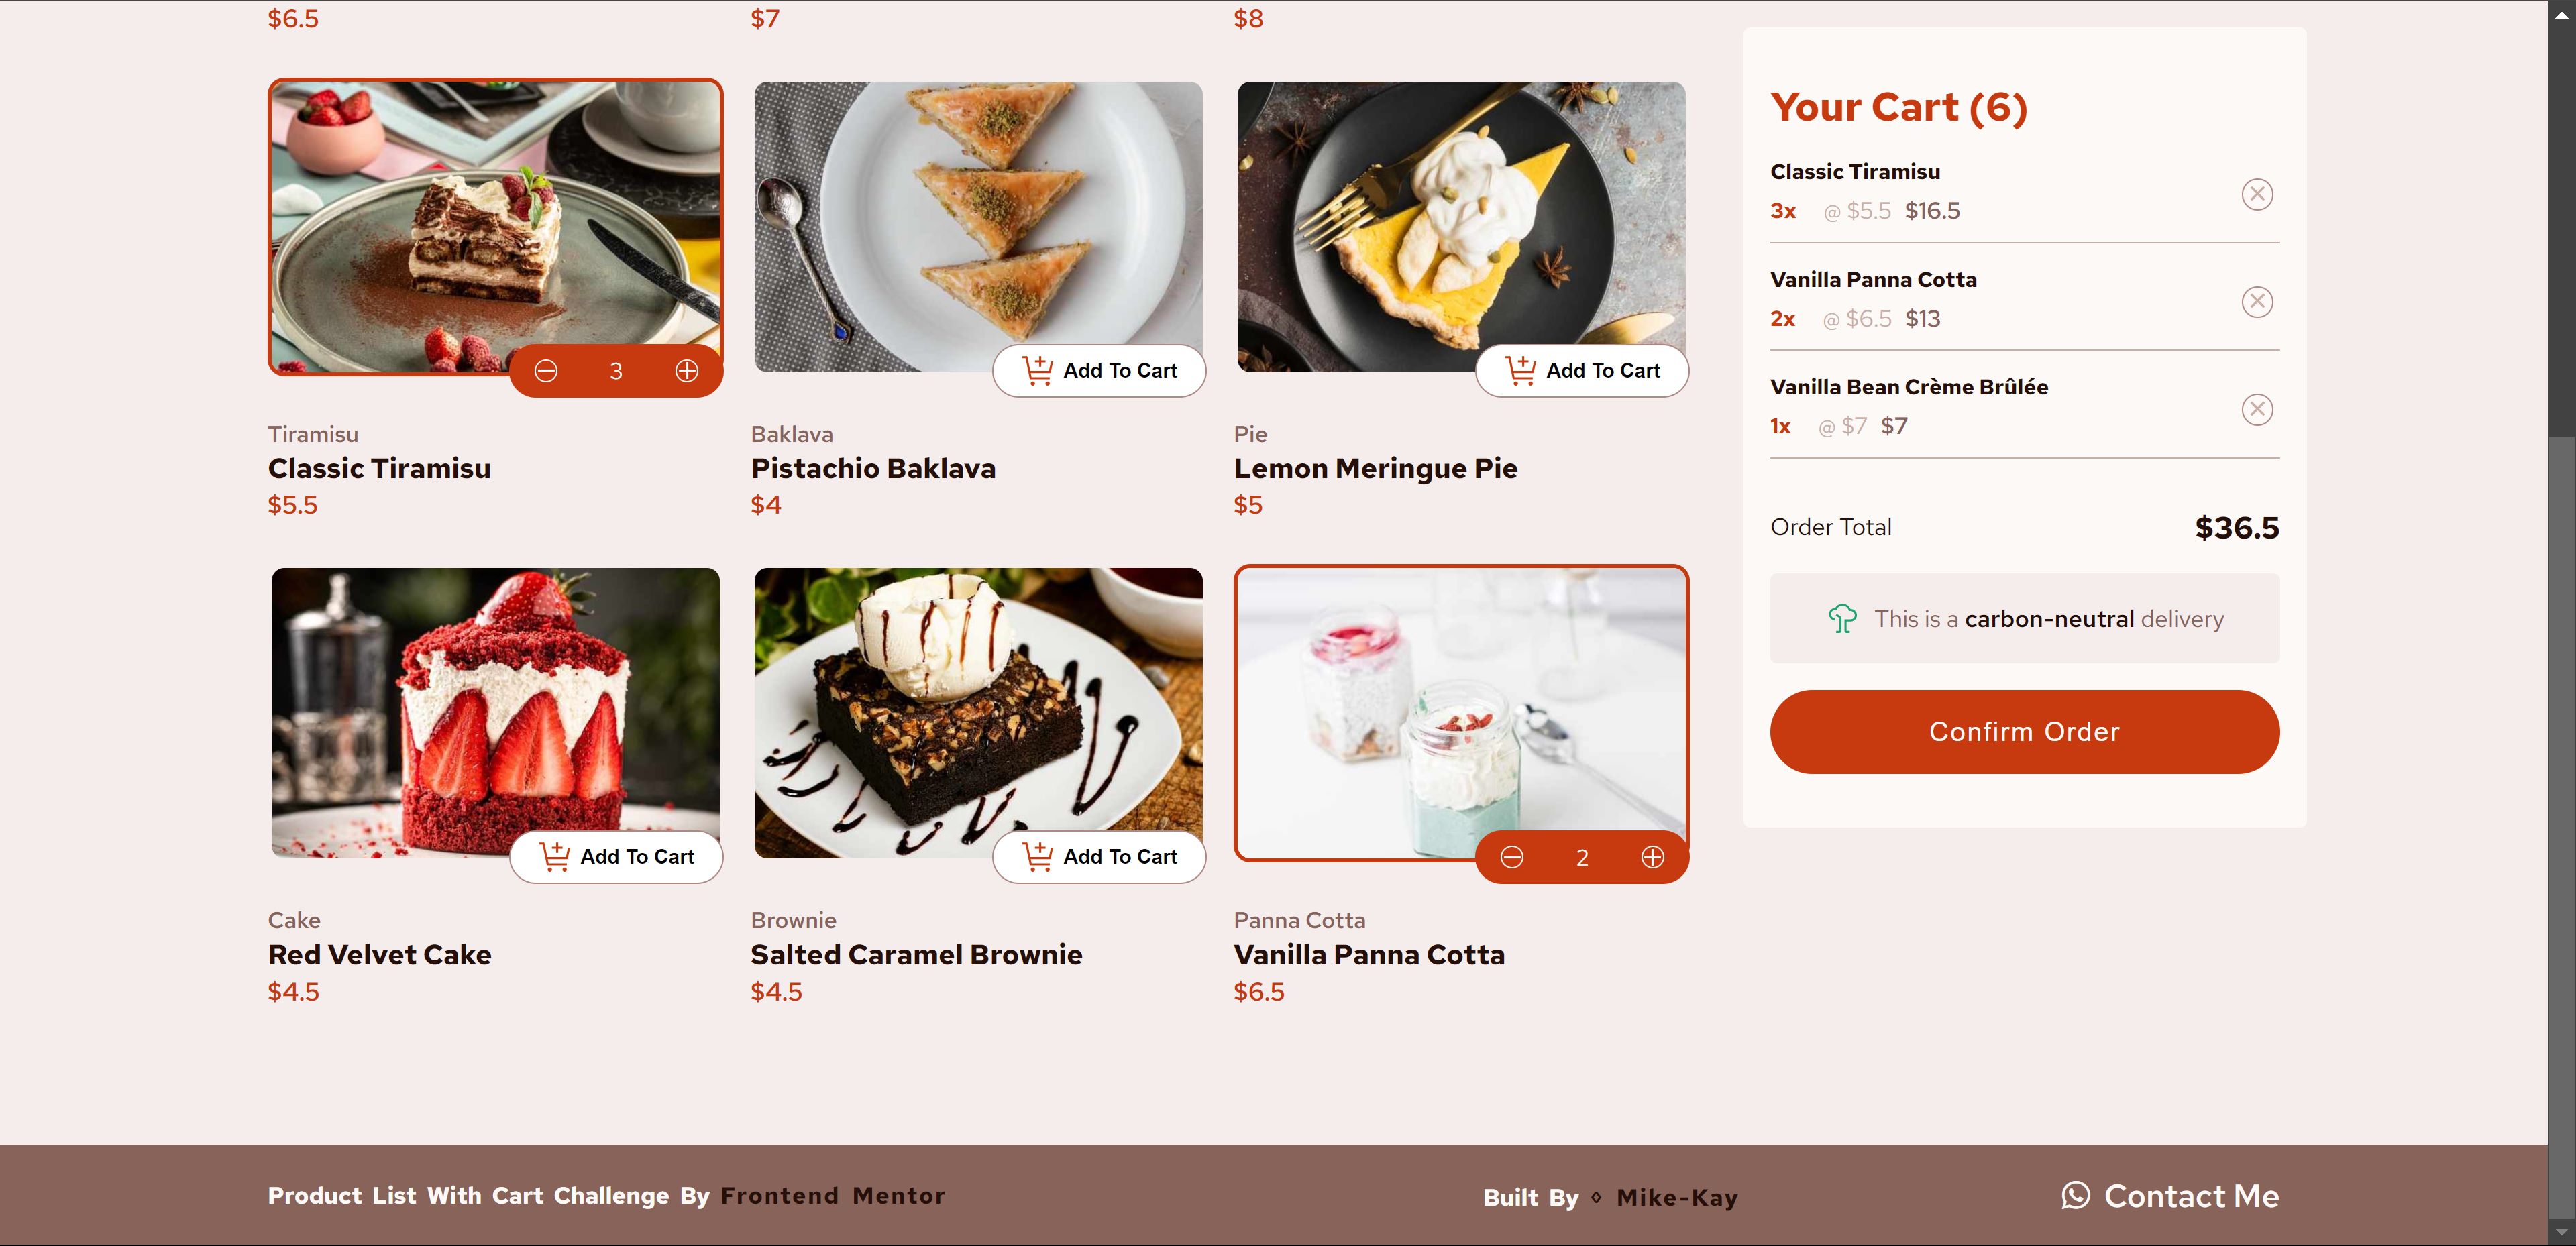 $6.5
$7
$8
3
Add To Cart
Add To Cart
Tiramisu
Classic Tiramisu
$5.5
Baklava
Pistachio Baklava
$4
Pie
Lemon Meringue Pie
$5
Add To Cart
Add To Cart
2
Cake
Red Velvet Cake
$4.5
Brownie
Salted Caramel Brownie
$4.5
Panna Cotta
Vanilla Panna Cotta
$6.5
Your Cart (6)
Classic Tiramisu
3x @ $5.5 $16.5
Vanilla Panna Cotta
2x @ $6.5 $13
Vanilla Bean Crème Brûlée
1x @ $7 $7
Order Total $36.5
This is a carbon-neutral delivery
Confirm Order
Product List With Cart Challenge By Frontend Mentor
Built By ◊ Mike-Kay
Contact Me